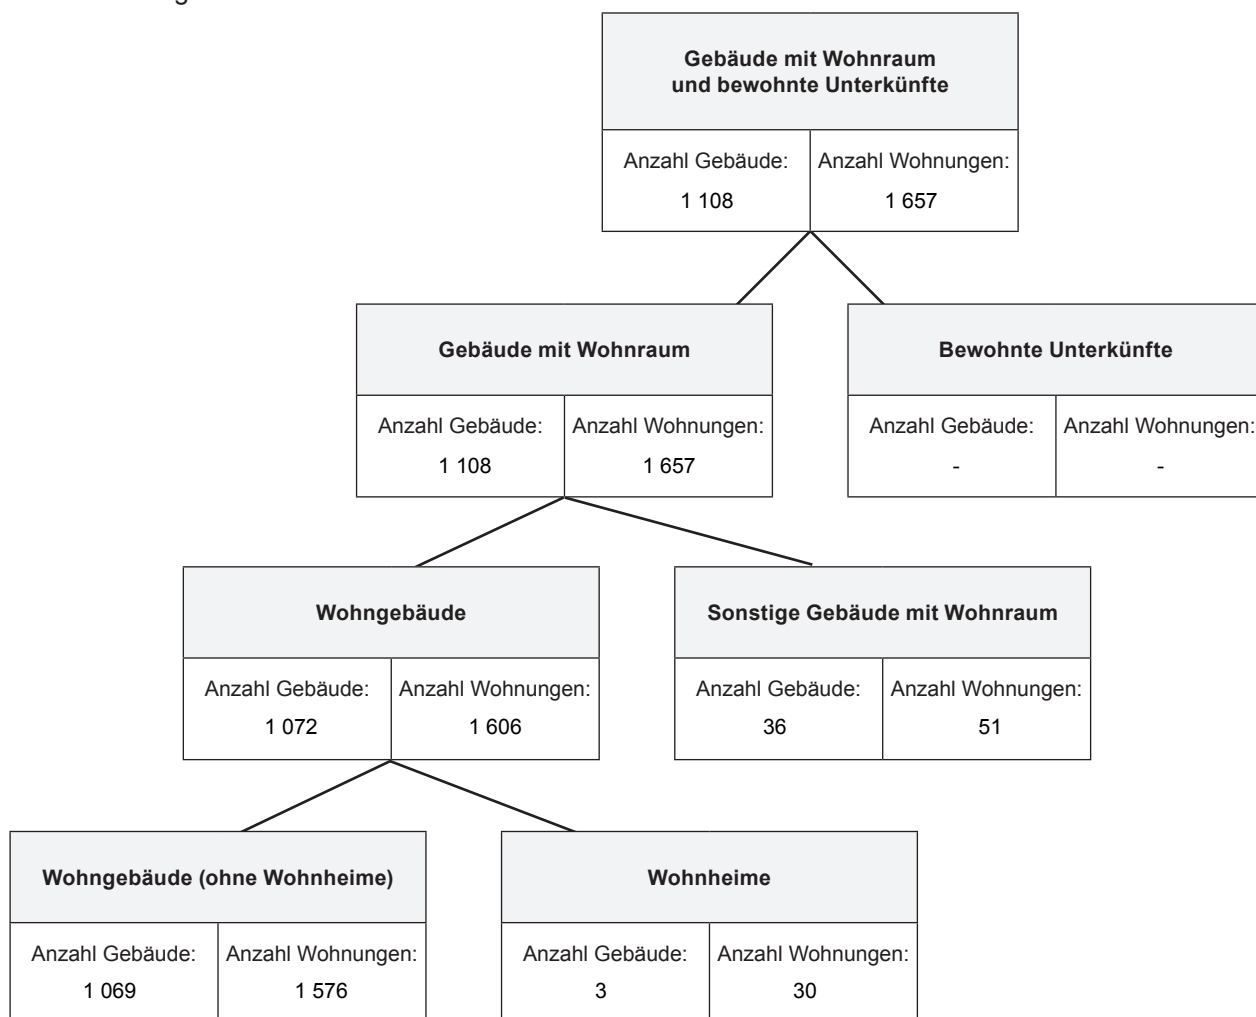 Gebäude mit Wohnraum
und bewohnte Unterkünfte
Anzahl Gebäude:
1 108
Anzahl Wohnungen:
1 657
Gebäude mit Wohnraum
Anzahl Gebäude:
1 108
Anzahl Wohnungen:
1 657
Bewohnte Unterkünfte
Anzahl Gebäude:
-
Anzahl Wohnungen:
-
Wohngebäude
Anzahl Gebäude:
1 072
Anzahl Wohnungen:
1 606
Sonstige Gebäude mit Wohnraum
Anzahl Gebäude:
36
Anzahl Wohnungen:
51
Wohngebäude (ohne Wohnheime)
Anzahl Gebäude:
1 069
Anzahl Wohnungen:
1 576
Wohnheime
Anzahl Gebäude:
3
Anzahl Wohnungen:
30